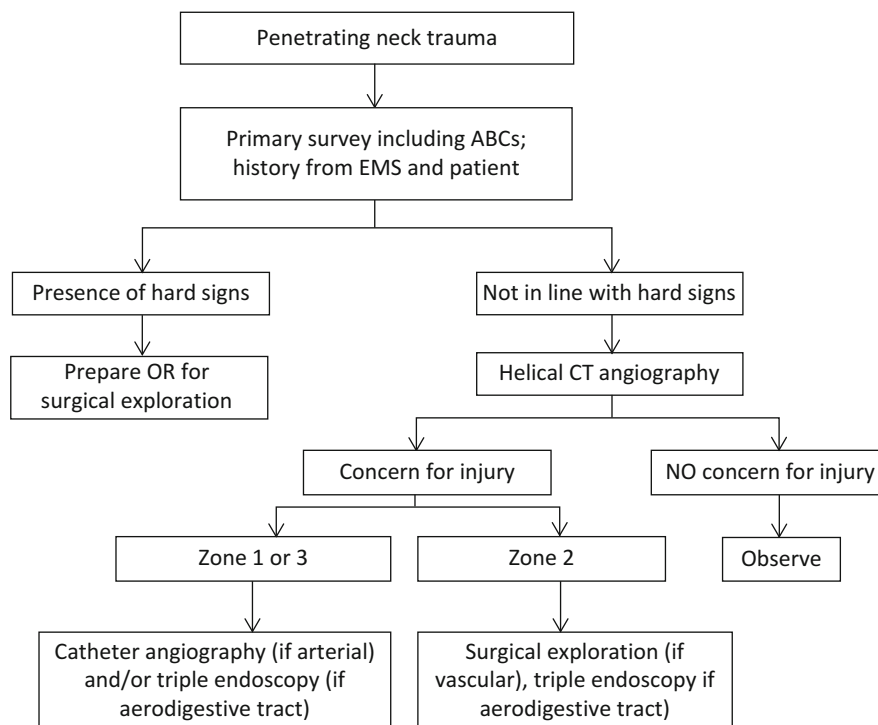 Penetrating neck trauma
Primary survey including ABCs;
history from EMS and patient
Presence of hard signs
Not in line with hard signs
Prepare OR for
surgical exploration
Helical CT angiography
Concern for injury
NO concern for injury
Zone 1 or 3
Zone 2
Observe
Catheter angiography (if arterial)
and/or triple endoscopy (if
aerodigestive tract)
Surgical exploration (if
vascular), triple endoscopy if
aerodigestive tract)